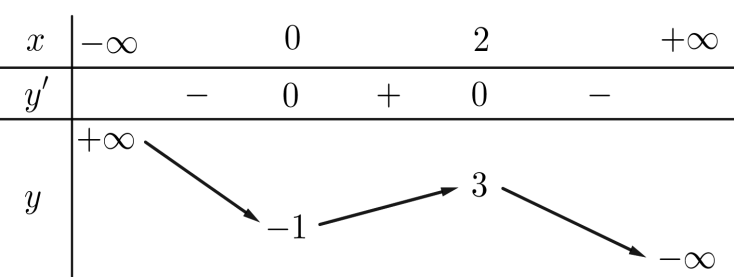 x −∞ 0 2 +∞
y′ − 0 + 0 −
+∞
y 3
−1
−∞